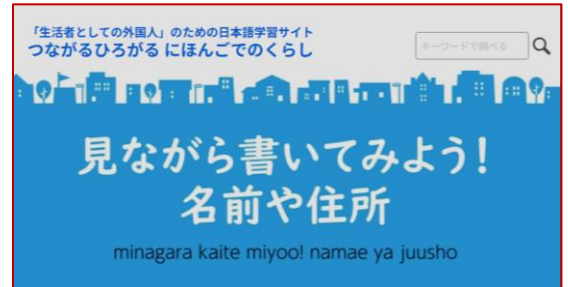 「生活者としての外国人」のための日本語学習サイト
つながるひろがる にほんごでのくらし
キーワードで調べる
見ながら書いてみよう!
名前や住所
minagara kaite miyoo! namae ya juusho